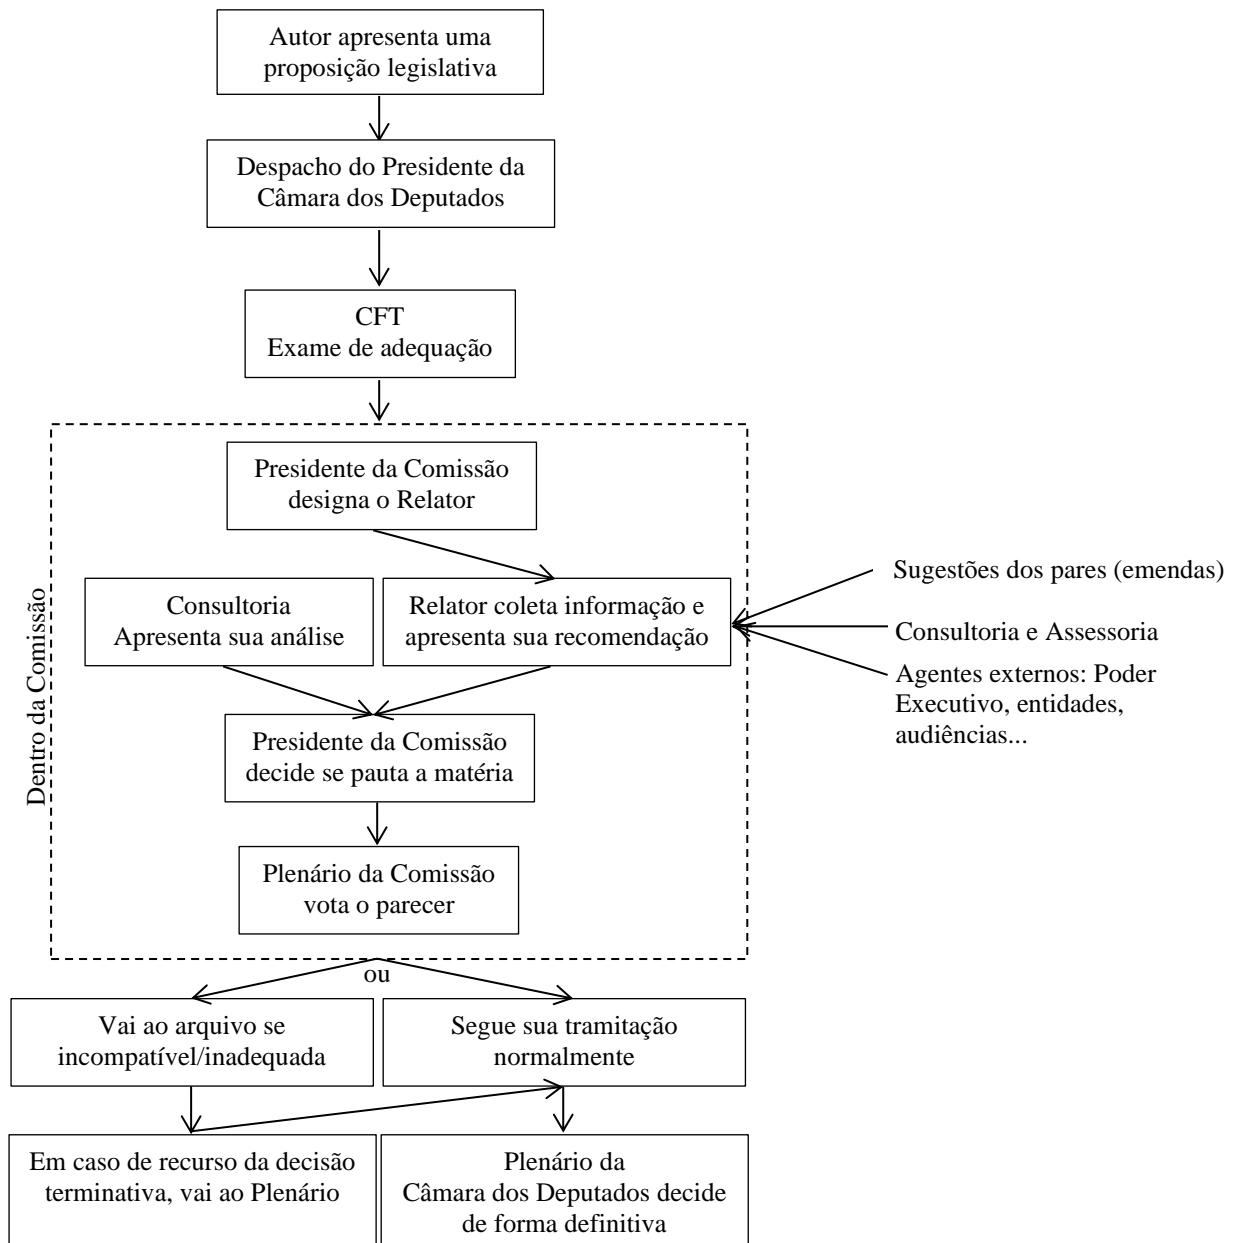 Autor apresenta uma
proposição legislativa
Despacho do Presidente da
Câmara dos Deputados
CFT
Exame de adequação
Dentro da Comissão
Presidente da Comissão
designa o Relator
Consultoria
Apresenta sua análise
Relator coleta informação e
apresenta sua recomendação
Sugestões dos pares (emendas)
Consultoria e Assessoria
Agentes externos: Poder
Executivo, entidades,
audiências...
Presidente da Comissão
decide se pauta a matéria
Plenário da Comissão
vota o parecer
ou
Vai ao arquivo se
incompatível/inadequada
Segue sua tramitação
normalmente
Em caso de recurso da decisão
terminativa, vai ao Plenário
Plenário da
Câmara dos Deputados decide
de forma definitiva